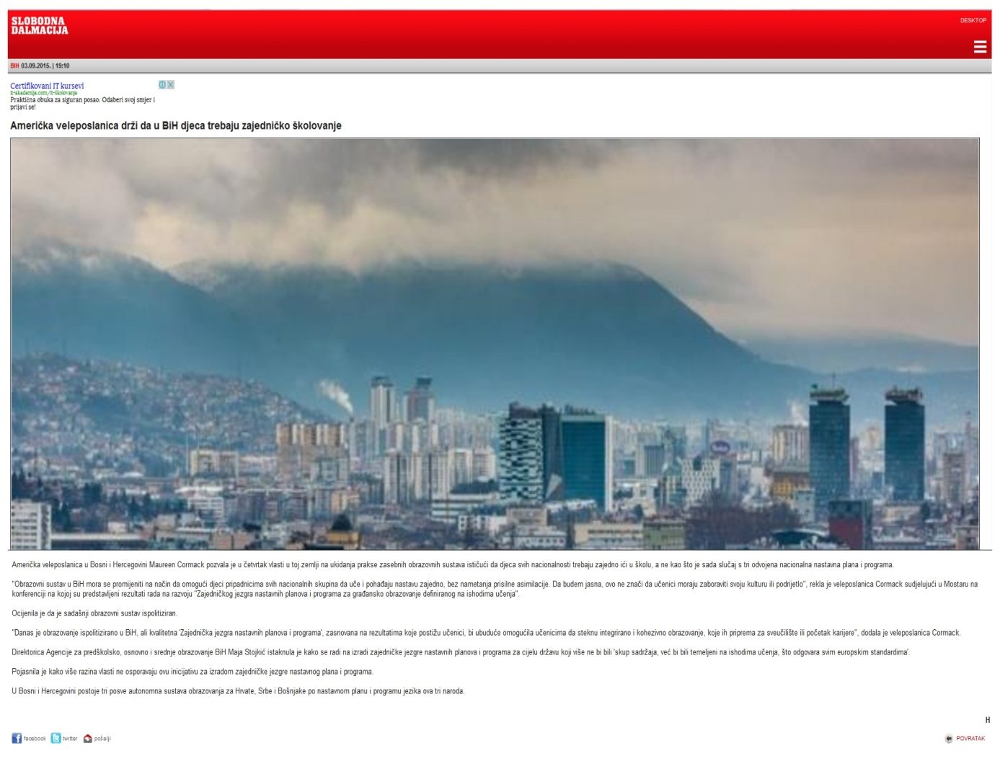 SLOBODNA
DALMACIJA
DESKTOP
BIH 03.09.2015. | 19:10
Certifikovani IT kursevi
it-akademija.com/it-školovanje
Praktična obuka za siguran posao. Odaberi svoj smjer i
prijavi se!
Američka veleposlanica drži da u BiH djeca trebaju zajedničko školovanje
Američka veleposlanica u Bosni i Hercegovini Maureen Cormack pozvala je u četvrtak vlasti u toj zemlji na ukidanja prakse zasebnih obrazovnih sustava ističući da djeca svih nacionalnosti trebaju zajedno ići u školu, a ne kao što je sada slučaj s tri odvojena nacionalna nastavna plana i programa.
"Obrazovni sustav u BiH mora se promijeniti na način da omogući djeci pripadnicima svih nacionalnih skupina da uče i pohađaju nastavu zajedno, bez nametanja prisilne asimilacije. Da budem jasna, ovo ne znači da učenici moraju zaboraviti svoju kulturu ili podrijetlo", rekla je veleposlanica Cormack sudjelujući u Mostaru na
konferenciji na kojoj su predstavljeni rezultati rada na razvoju "Zajedničkog jezgra nastavnih planova i programa za građansko obrazovanje definiranog na ishodima učenja".
Ocijenila je da je sadašnji obrazovni sustav ispolitiziran.
"Danas je obrazovanje ispolitizirano u BiH, ali kvalitetna 'Zajednička jezgra nastavnih planova i programa', zasnovana na rezultatima koje postižu učenici, bi ubuduće omogućila učenicima da steknu integrirano i kohezivno obrazovanje, koje ih priprema za sveučilište ili početak karijere", dodala je veleposlanica Cormack.
Direktorica Agencije za predškolsko, osnovno i srednje obrazovanje BiH Maja Stojkić istaknula je kako se radi na izradi zajedničke jezgre nastavnih planova i programa za cijelu državu koji više ne bi bili 'skup sadržaja, već bi bili temeljeni na ishodima učenja, što odgovara svim europskim standardima'.
Pojasnila je kako više razina vlasti ne osporavaju ovu inicijativu za izradom zajedničke jezgre nastavnog plana i programa.
U Bosni i Hercegovini postoje tri posve autonomna sustava obrazovanja za Hrvate, Srbe i Bošnjake po nastavnom planu i programu jezika ova tri naroda.
H
facebook twitter pošalji
POVRATAK